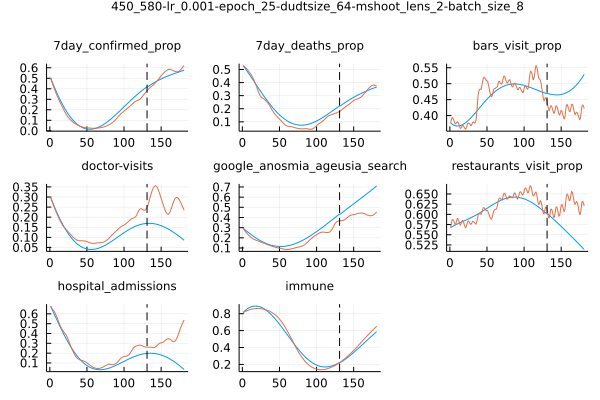 450_580-lr_0.001-epoch_25-dudtsize_64-mshoot_lens_2-batch_size_8
7day_confirmed_prop 7day_deaths_prop bars_visit_prop
0.6 0.5 0.55
0.5 0.4 0.50
0.4 0.3 0.45
0.3 0.2 0.40
0.2 0.1
0.1
0.0
0 50 100 150 0 50 100 150 0 50 100 150
doctor-visits google_anosmia_ageusia_search restaurants_visit_prop
0.35 0.7 0.650
0.30 0.6 0.625
0.25 0.5 0.600
0.20 0.4 0.575
0.15 0.3 0.550
0.10 0.2 0.525
0.05 0.1
0 50 100 150 0 50 100 150 0 50 100 150
hospital_admissions immune
0.6 0.8
0.5 0.6
0.4 0.4
0.3 0.2
0.2
0.1
0 50 100 150 0 50 100 150